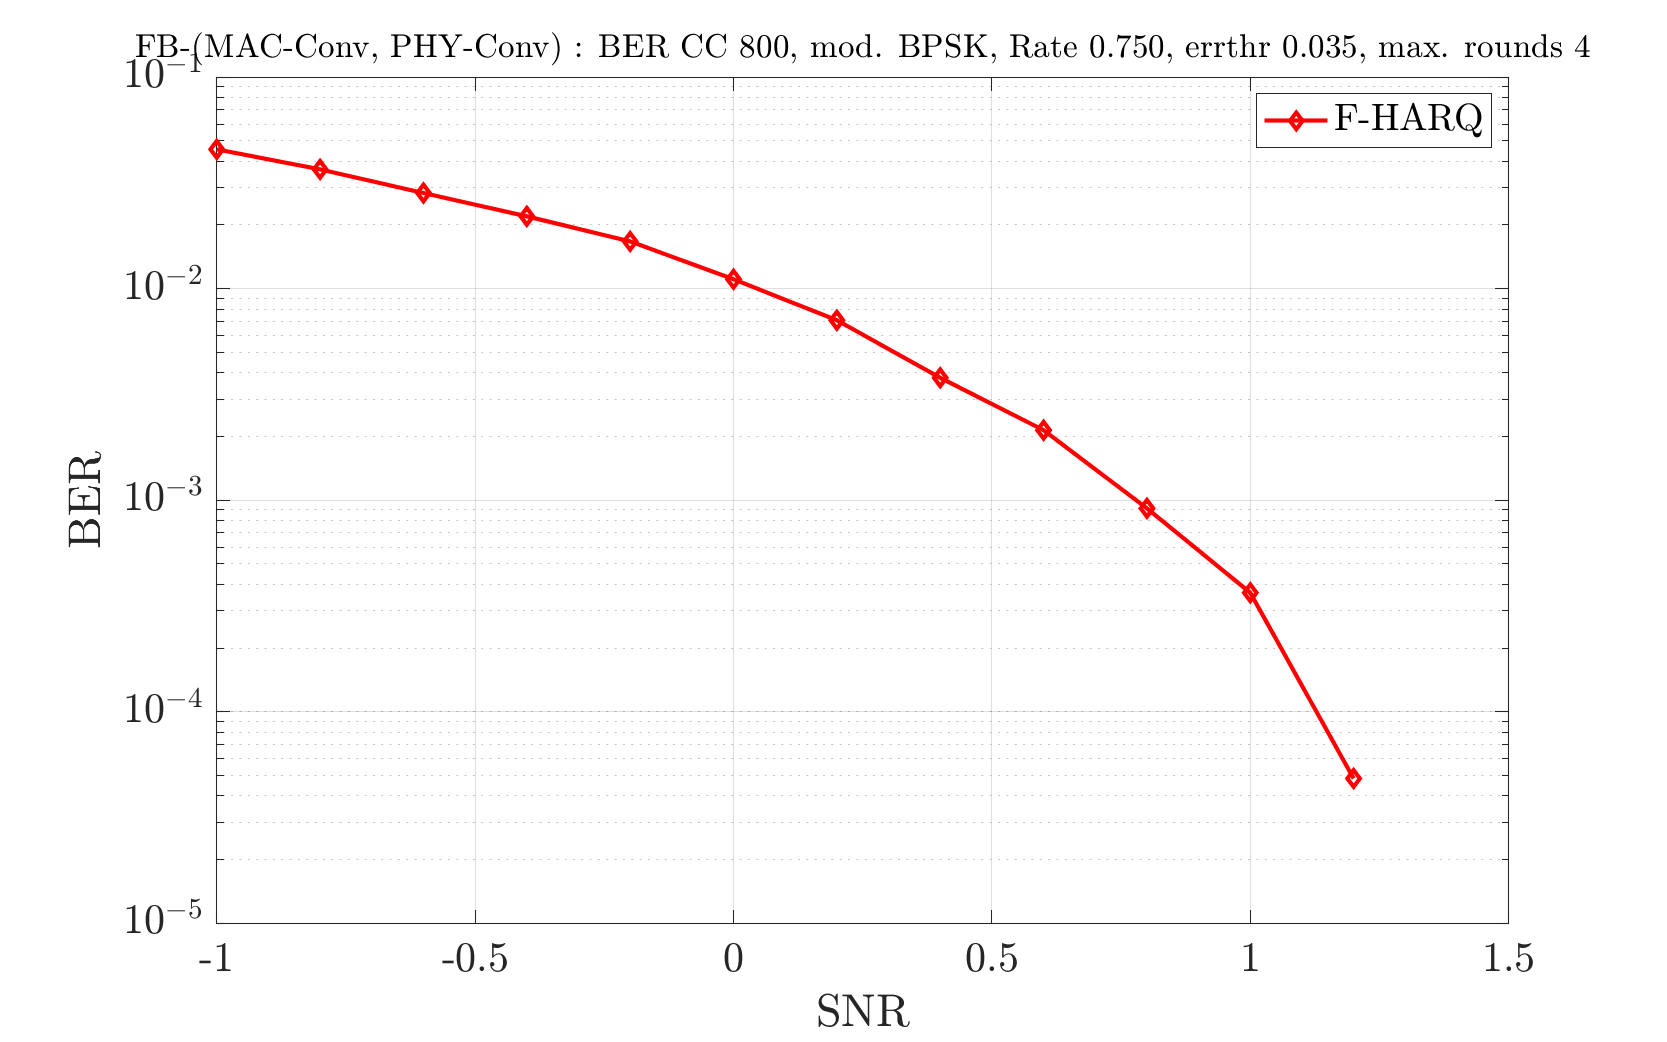 FB-(MAC-Conv, PHY-Conv) : BER CC 800, mod. BPSK, Rate 0.750, errthr 0.035, max. rounds 4
F-HARQ
10⁻¹
10⁻²
10⁻³
10⁻⁴
10⁻⁵
BER
-1 -0.5 0 0.5 1 1.5
SNR